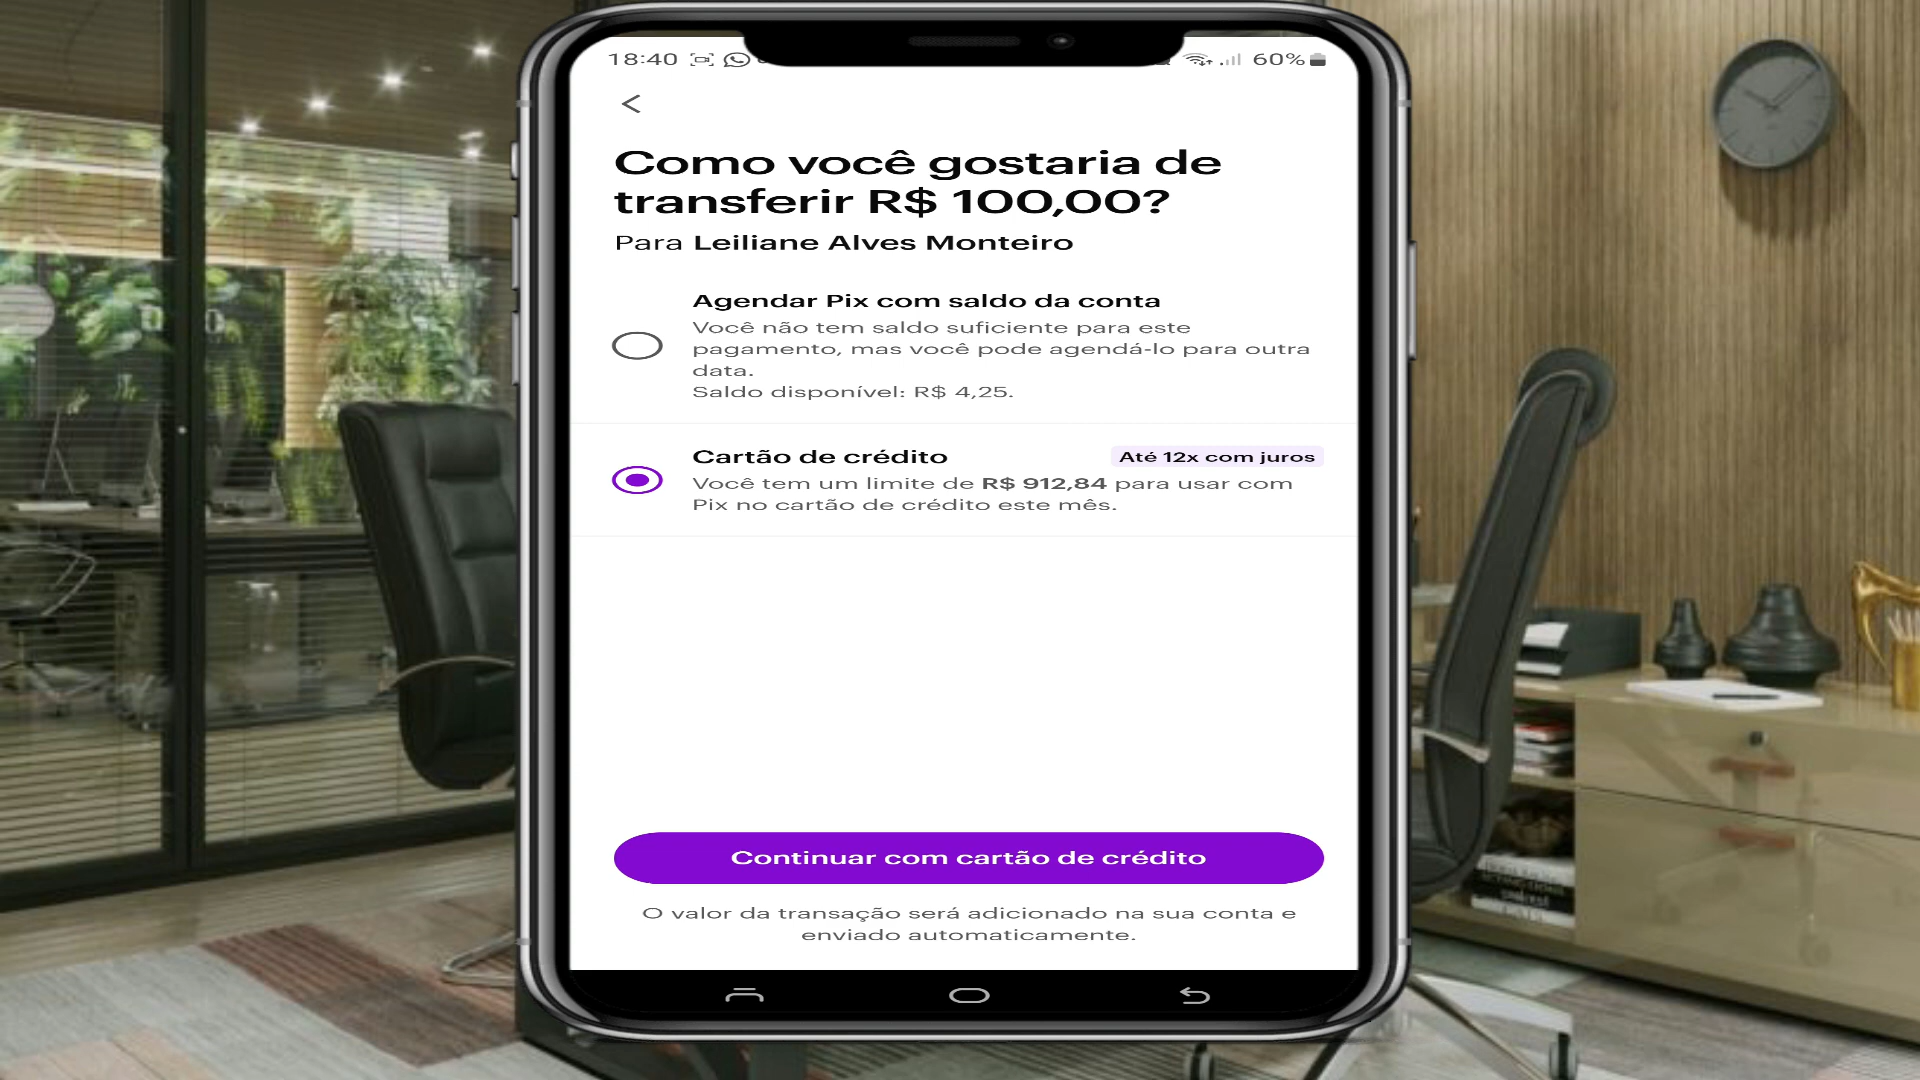 18:40
60%
Como você gostaria de
transferir R$ 100,00?
Para Leiliane Alves Monteiro
Agendar Pix com saldo da conta
Você não tem saldo suficiente para este
pagamento, mas você pode agendá-lo para outra
data.
Saldo disponível: R$ 4,25.
Cartão de crédito
Até 12x com juros
Você tem um limite de R$ 912,84 para usar com
Pix no cartão de crédito este mês.
Continuar com cartão de crédito
O valor da transação será adicionado na sua conta e
enviado automaticamente.